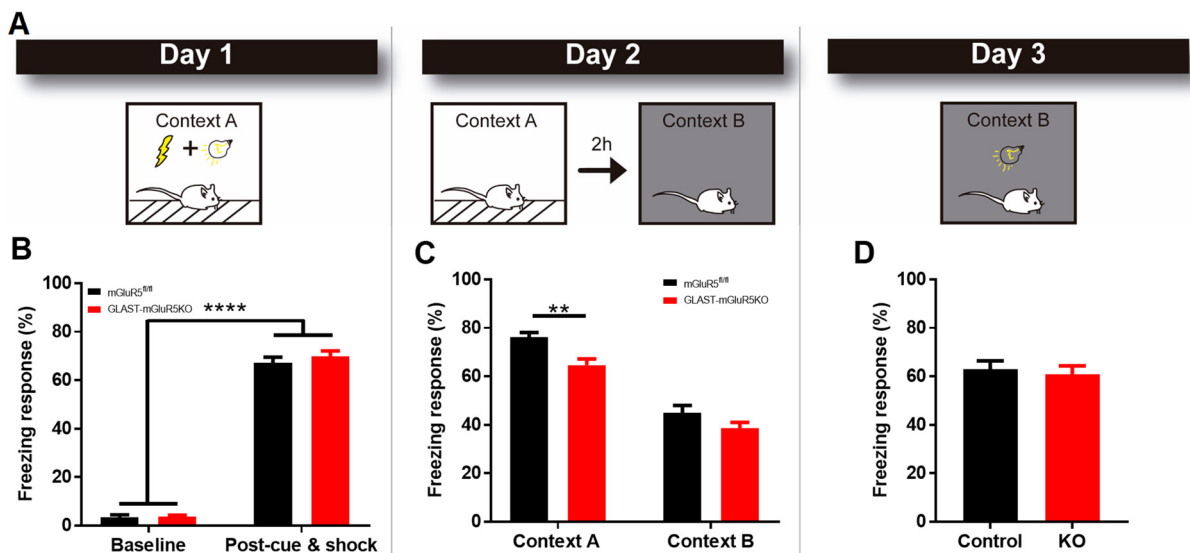 A
Day 1
Day 2
Day 3
Context A
+
Context A
2h
Context B
Context B
B
100
80
60
40
20
0
Freezing response (%)
mGluR5fl/fl
GLAST-mGluR5KO
****
Baseline
Post-cue & shock
C
100
80
60
40
20
0
Freezing response (%)
mGluR5fl/fl
GLAST-mGluR5KO
**
Context A
Context B
D
100
80
60
40
20
0
Freezing response (%)
Control
KO